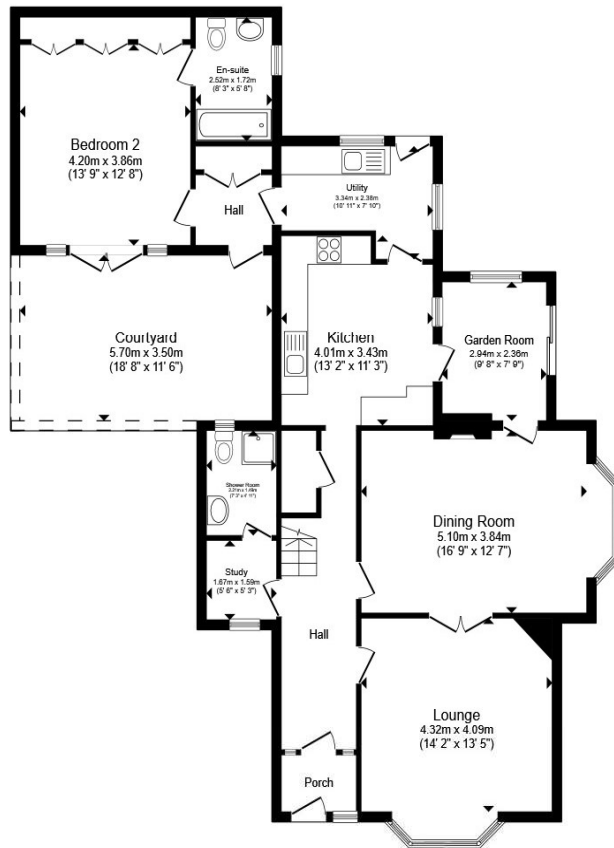 En-suite
2.52m x 1.72m
(8' 3" x 5' 8")
Bedroom 2
4.20m x 3.86m
(13' 9" x 12' 8")
Hall
Utility
3.34m x 2.38m
(10' 11" x 7' 10")
Courtyard
5.70m x 3.50m
(18' 8" x 11' 6")
Kitchen
4.01m x 3.43m
(13' 2" x 11' 3")
Garden Room
2.94m x 2.36m
(9' 8" x 7' 9")
Shower Room
Dining Room
5.10m x 3.84m
(16' 9" x 12' 7")
Study
1.67m x 1.59m
(5' 6" x 5' 3")
Hall
Lounge
4.32m x 4.09m
(14' 2" x 13' 5")
Porch